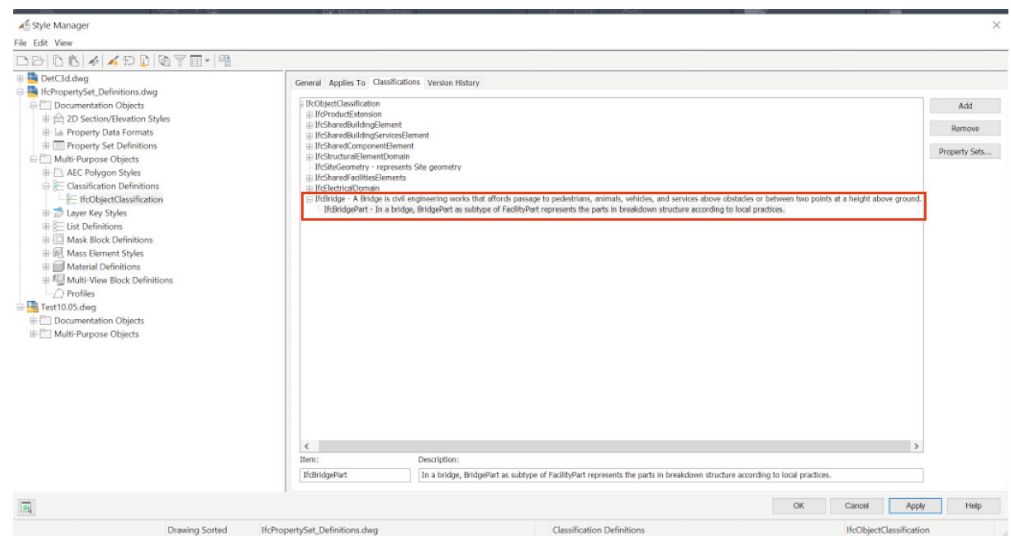 Style Manager
File Edit View
DetC3d.dwg
IfcPropertySet_Definitions.dwg
Documentation Objects
2D Section/Elevation Styles
Property Data Formats
Property Set Definitions
Multi-Purpose Objects
AEC Polygon Styles
Classification Definitions
IfcObjectClassification
Layer Key Styles
List Definitions
Mask Block Definitions
Mass Element Styles
Material Definitions
Multi-View Block Definitions
Profiles
Test10.05.dwg
Documentation Objects
Multi-Purpose Objects
General Applies To Classifications Version History
IfcObjectClassification
IfcProductExtension
IfcSharedBuildingElement
IfcSharedBuildingServicesElement
IfcSharedComponentElement
IfcStructuralElementDomain
IfcSiteGeometry - represents Site geometry
IfcSharedFacilitiesElements
IfcElectricalDomain
IfcBridge - A Bridge is civil engineering works that affords passage to pedestrians, animals, vehicles, and services above obstacles or between two points at a height above ground.
IfcBridgePart - In a bridge, BridgePart as subtype of FacilityPart represents the parts in breakdown structure according to local practices.
Add
Remove
Property Sets...
Item: Description:
IfcBridgePart In a bridge, BridgePart as subtype of FacilityPart represents the parts in breakdown structure according to local practices.
OK Cancel Apply Help
Drawing Sorted IfcPropertySet_Definitions.dwg Classification Definitions IfcObjectClassification